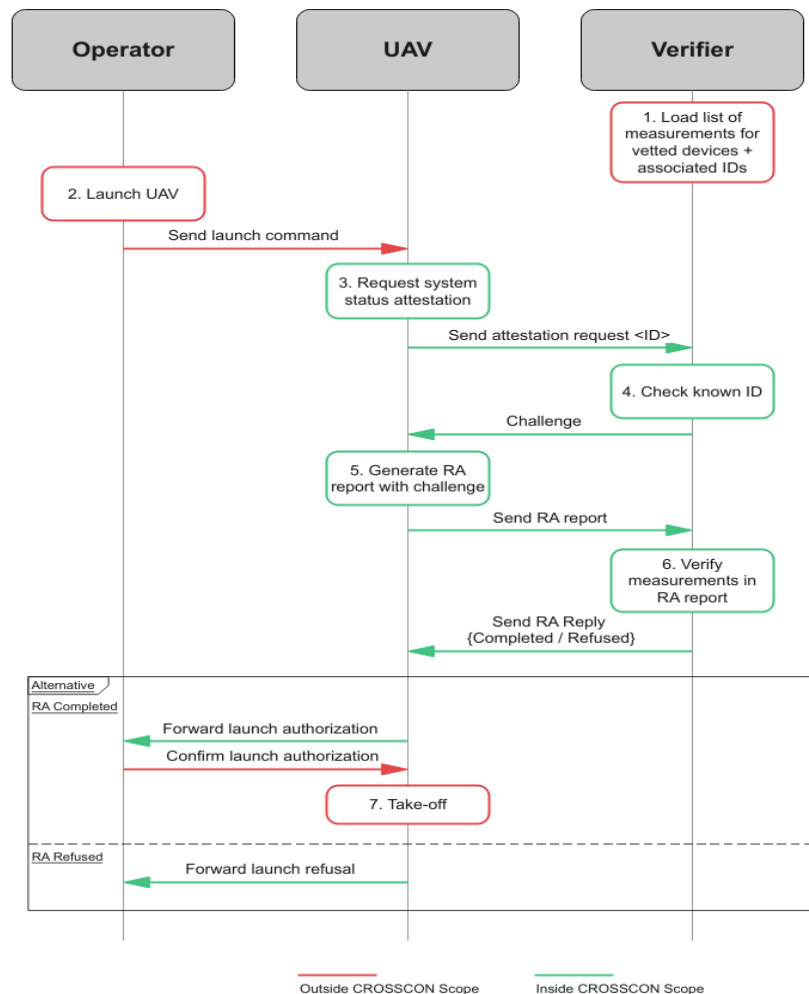 Operator
UAV
Verifier
1. Load list of
measurements for
vetted devices +
associated IDs
2. Launch UAV
Send launch command
3. Request system
status attestation
Send attestation request <ID>
4. Check known ID
Challenge
5. Generate RA
report with challenge
Send RA report
6. Verify
measurements in
RA report
Send RA Reply
{Completed / Refused}
Alternative
RA Completed
Forward launch authorization
Confirm launch authorization
7. Take-off
RA Refused
Forward launch refusal
Outside CROSSCON Scope
Inside CROSSCON Scope